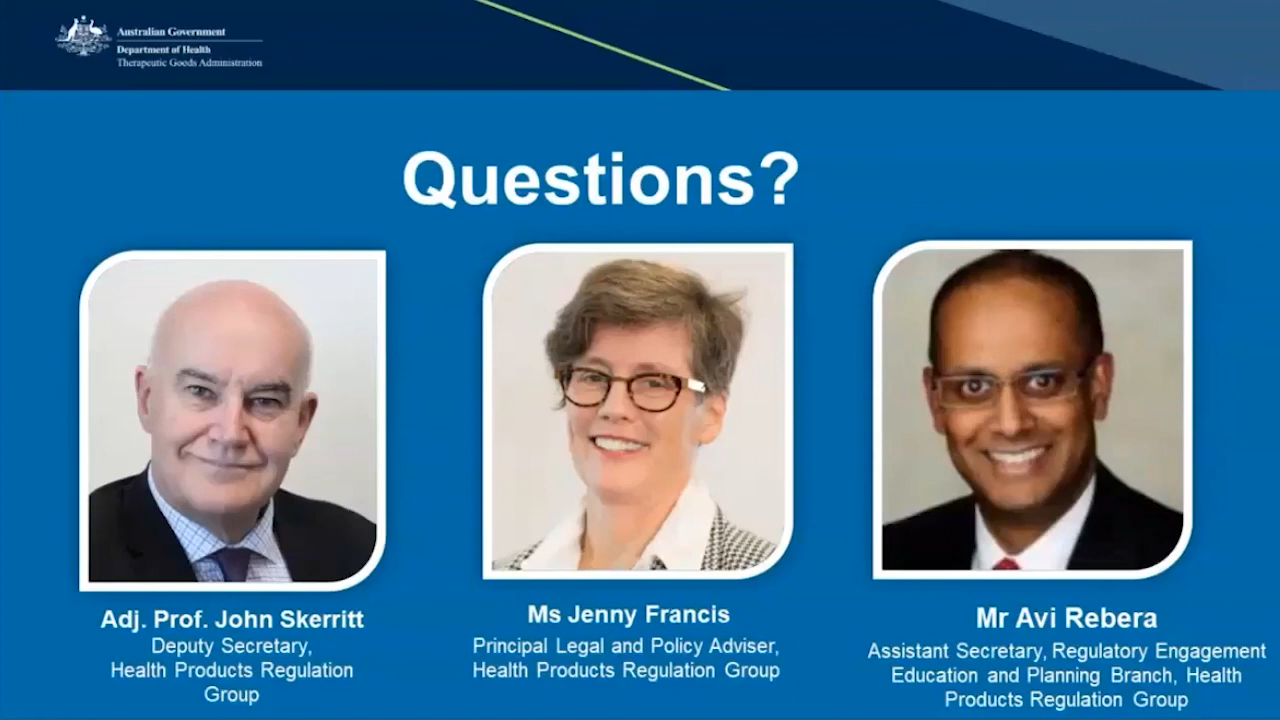 Australian Government
Department of Health
Therapeutic Goods Administration
Questions?
Adj. Prof. John Skerritt
Deputy Secretary,
Health Products Regulation
Group
Ms Jenny Francis
Principal Legal and Policy Adviser,
Health Products Regulation Group
Mr Avi Rebera
Assistant Secretary, Regulatory Engagement
Education and Planning Branch, Health
Products Regulation Group